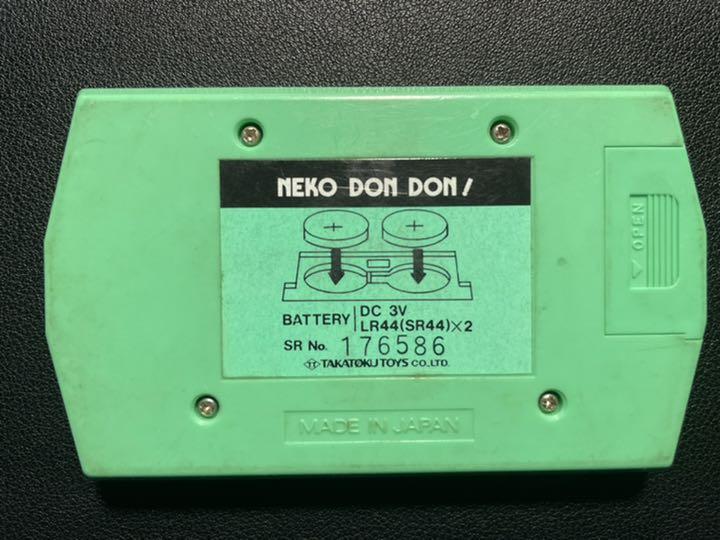 NEKO DON DON!
BATTERY DC 3V
LR44(SR44)×2
SR No. 176586
TT TAKATOKU TOYS CO.,LTD.
OPEN
MADE IN JAPAN